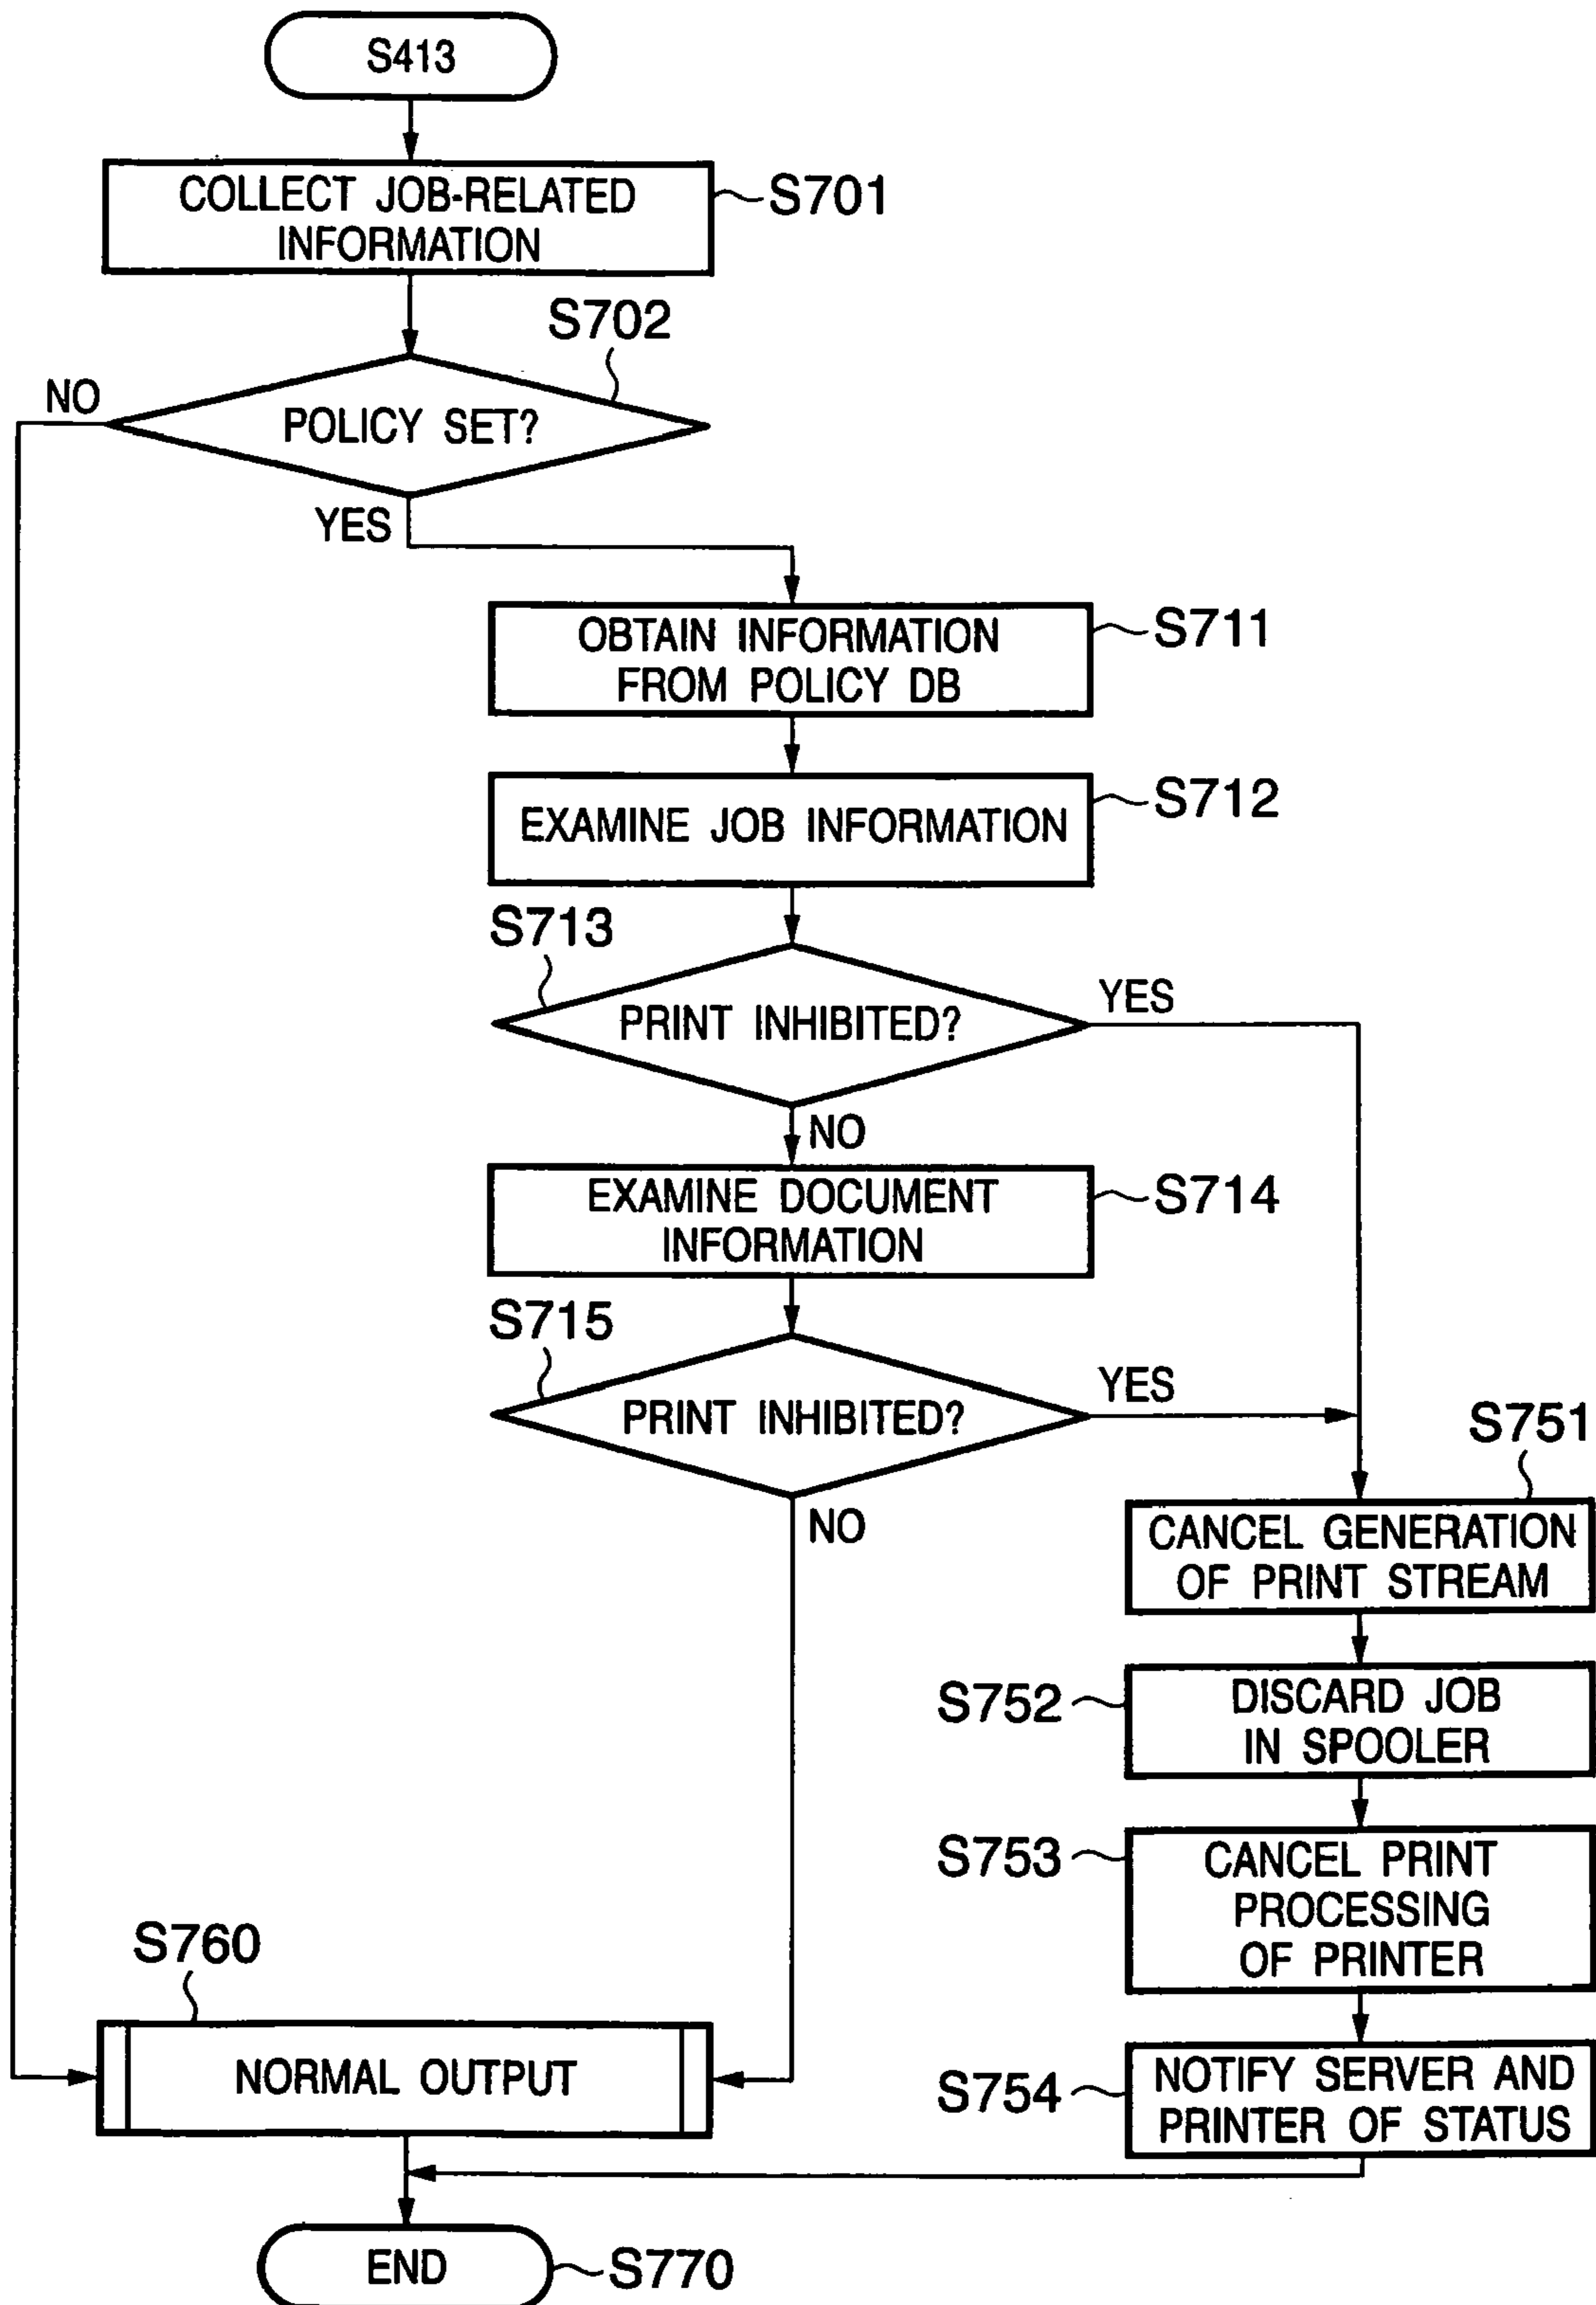 S413
COLLECT JOB-RELATED
INFORMATION
S701
S702
NO
POLICY SET?
YES
OBTAIN INFORMATION
FROM POLICY DB
S711
EXAMINE JOB INFORMATION
S712
S713
PRINT INHIBITED?
YES
NO
EXAMINE DOCUMENT
INFORMATION
S714
S715
PRINT INHIBITED?
YES
NO
S751
CANCEL GENERATION
OF PRINT STREAM
S752
DISCARD JOB
IN SPOOLER
S753
CANCEL PRINT
PROCESSING
OF PRINTER
S760
NORMAL OUTPUT
S754
NOTIFY SERVER AND
PRINTER OF STATUS
END
S770